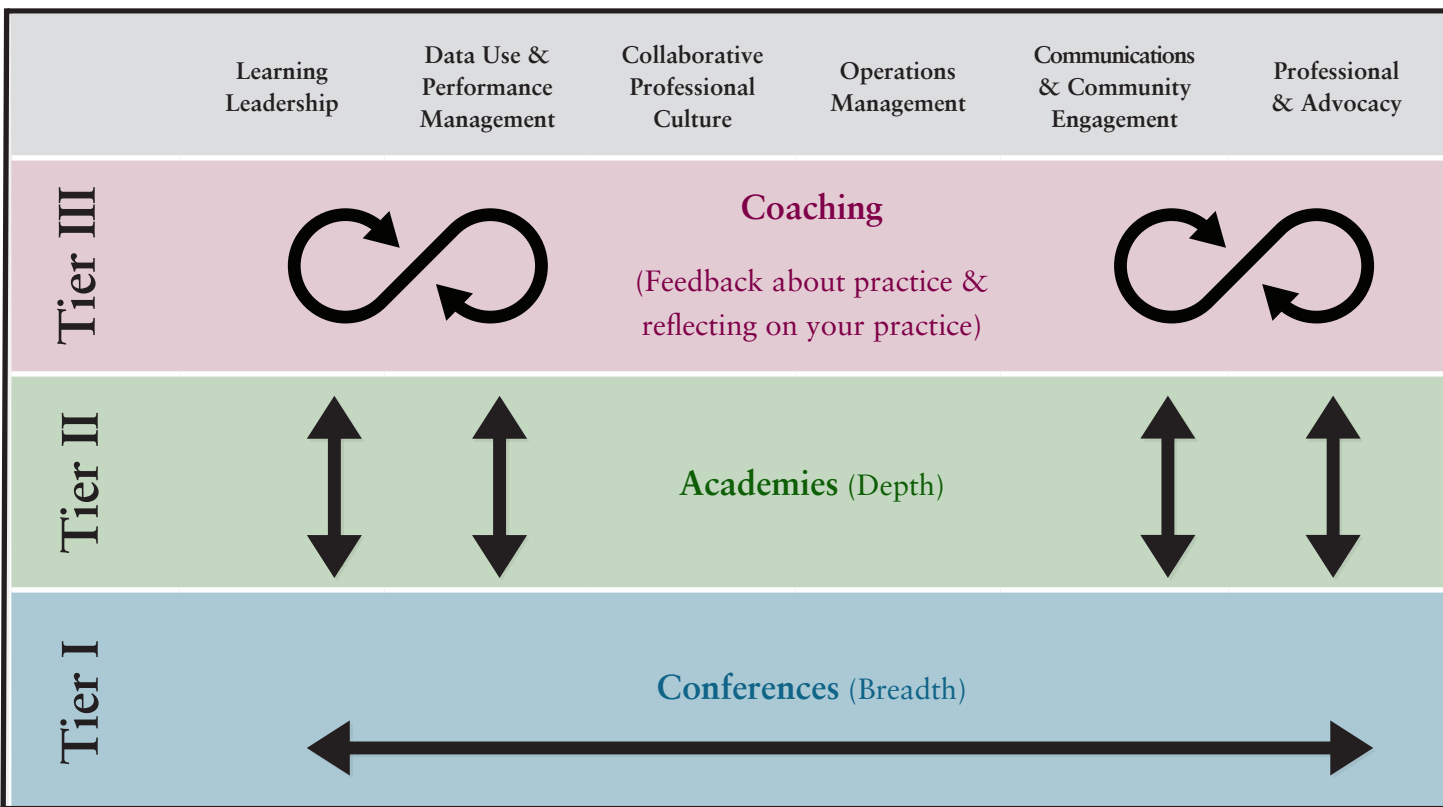 Learning
Leadership
Data Use &
Performance
Management
Collaborative
Professional
Culture
Operations
Management
Communications
& Community
Engagement
Professional
& Advocacy
Tier III
Coaching
(Feedback about practice &
reflecting on your practice)
Tier II
Academies (Depth)
Tier I
Conferences (Breadth)